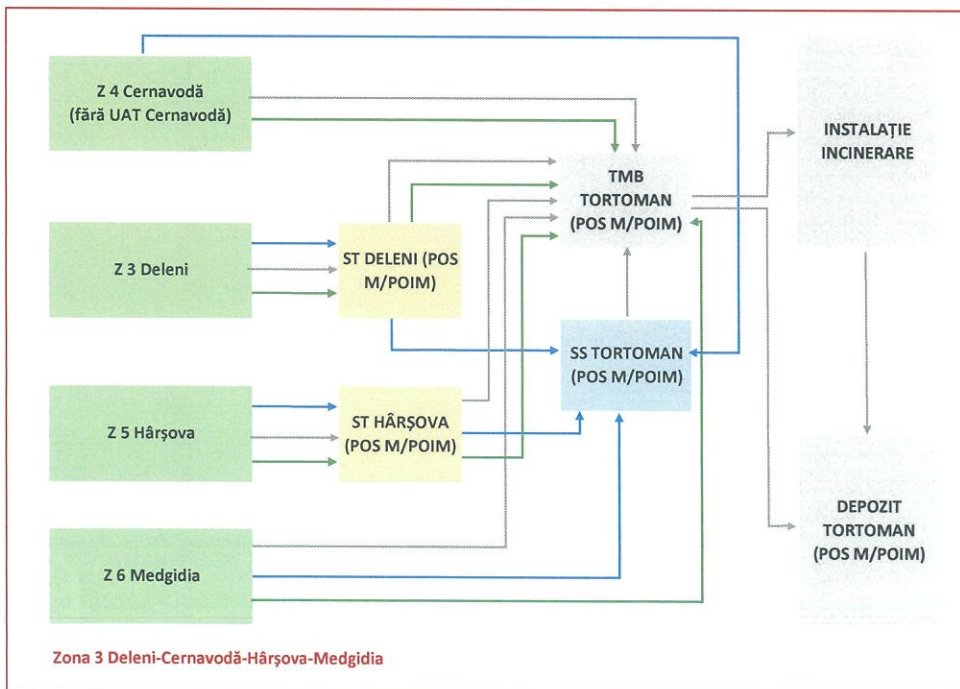 Z 4 Cernavodă
(fără UAT Cernavodă)
INSTALAȚIE
INCINERARE
TMB
TORTOMAN
(POS M/POIM)
Z 3 Deleni
ST DELENI (POS
M/POIM)
SS TORTOMAN
(POS M/POIM)
Z 5 Hârșova
ST HÂRȘOVA
(POS M/POIM)
Z 6 Medgidia
DEPOZIT
TORTOMAN
(POS M/POIM)
Zona 3 Deleni-Cernavodă-Hârșova-Medgidia